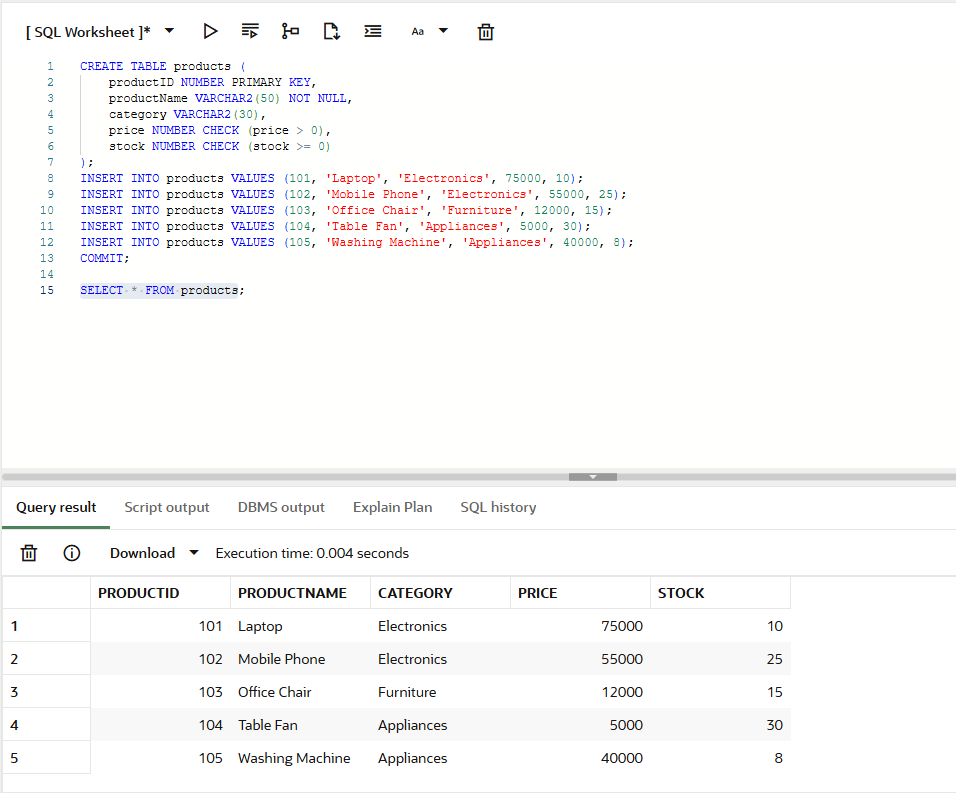 [ SQL Worksheet ]* Aa
1 CREATE TABLE products (
2 productID NUMBER PRIMARY KEY,
3 productName VARCHAR2(50) NOT NULL,
4 category VARCHAR2(30),
5 price NUMBER CHECK (price > 0),
6 stock NUMBER CHECK (stock >= 0)
7 );
8 INSERT INTO products VALUES (101, 'Laptop', 'Electronics', 75000, 10);
9 INSERT INTO products VALUES (102, 'Mobile Phone', 'Electronics', 55000, 25);
10 INSERT INTO products VALUES (103, 'Office Chair', 'Furniture', 12000, 15);
11 INSERT INTO products VALUES (104, 'Table Fan', 'Appliances', 5000, 30);
12 INSERT INTO products VALUES (105, 'Washing Machine', 'Appliances', 40000, 8);
13 COMMIT;
14
15 SELECT * FROM products;
Query result Script output DBMS output Explain Plan SQL history
Download Execution time: 0.004 seconds
PRODUCTID PRODUCTNAME CATEGORY PRICE STOCK
1 101 Laptop Electronics 75000 10
2 102 Mobile Phone Electronics 55000 25
3 103 Office Chair Furniture 12000 15
4 104 Table Fan Appliances 5000 30
5 105 Washing Machine Appliances 40000 8